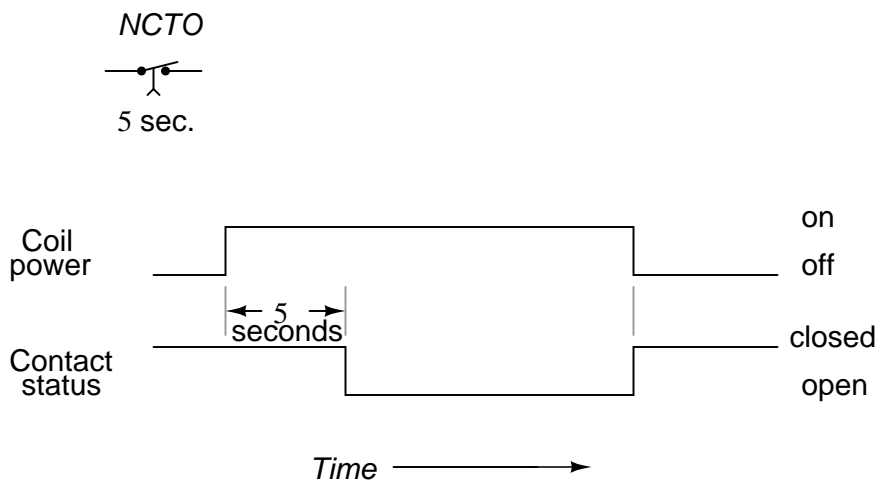 NCTO
5 sec.
Coil
power
on
off
5
seconds
Contact
status
closed
open
Time